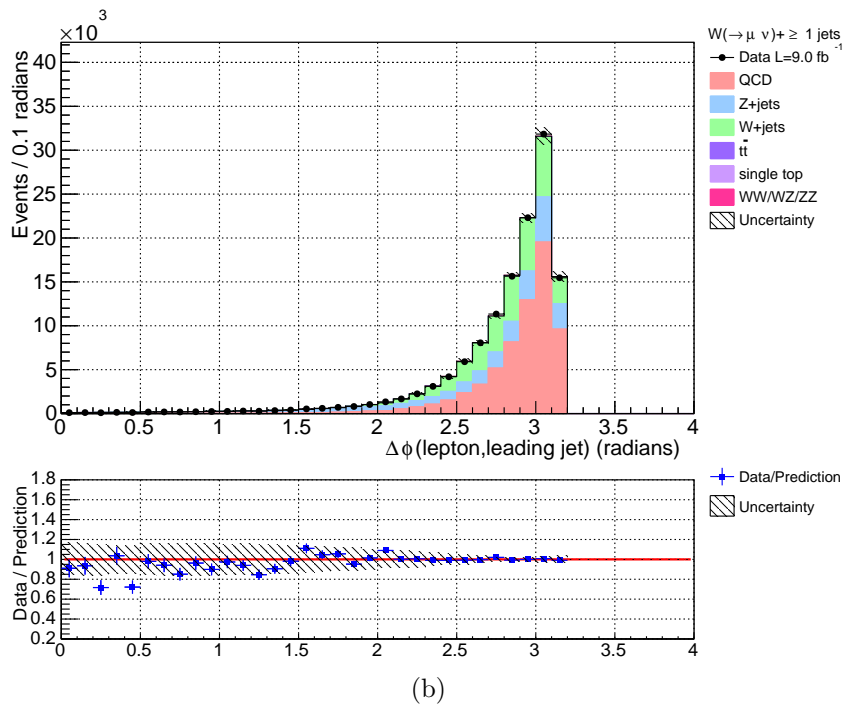 ×10³
Events / 0.1 radians
40
35
30
25
20
15
10
5
0
0 0.5 1 1.5 2 2.5 3 3.5 4
Δφ(lepton,leading jet) (radians)
W(→μ ν)+ ≥ 1 jets
Data L=9.0 fb⁻¹
QCD
Z+jets
W+jets
tt̄
single top
WW/WZ/ZZ
Uncertainty
Data / Prediction
1.8
1.6
1.4
1.2
1
0.8
0.6
0.4
0.2
0 0.5 1 1.5 2 2.5 3 3.5 4
Data/Prediction
Uncertainty
(b)